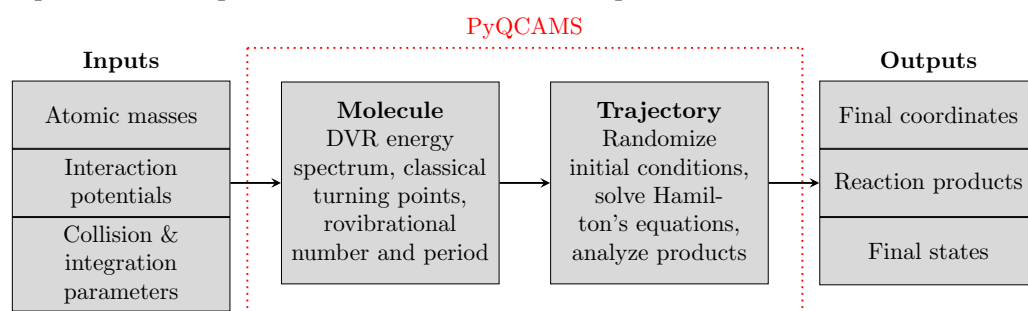 PyQCAMS
Inputs
Atomic masses
Interaction
potentials
Collision &
integration
parameters
Molecule
DVR energy
spectrum, classical
turning points,
rovibrational
number and period
Trajectory
Randomize
initial conditions,
solve Hamil-
ton's equations,
analyze products
Outputs
Final coordinates
Reaction products
Final states